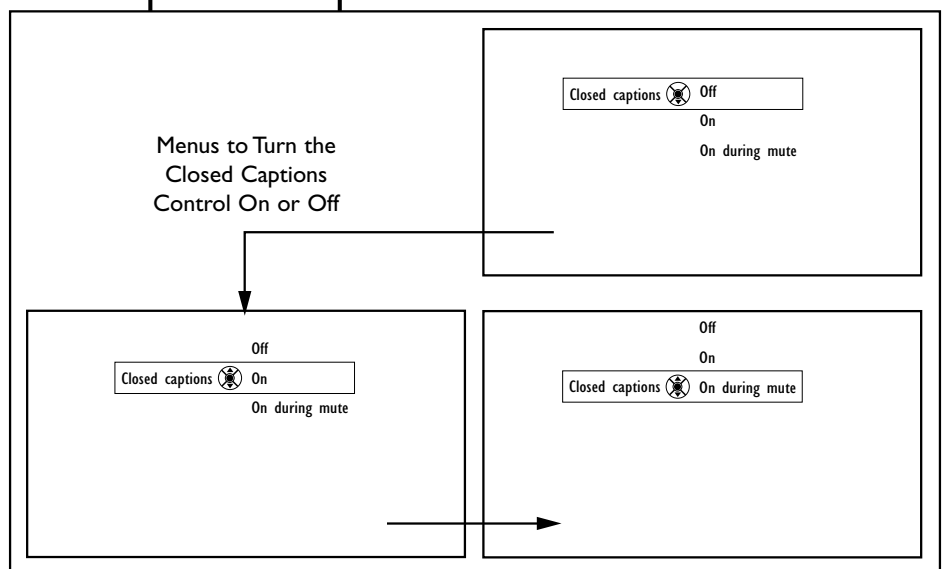 Closed captions Off
On
On during mute
Menus to Turn the
Closed Captions
Control On or Off
Off
Closed captions On
On during mute
Off
On
Closed captions On during mute